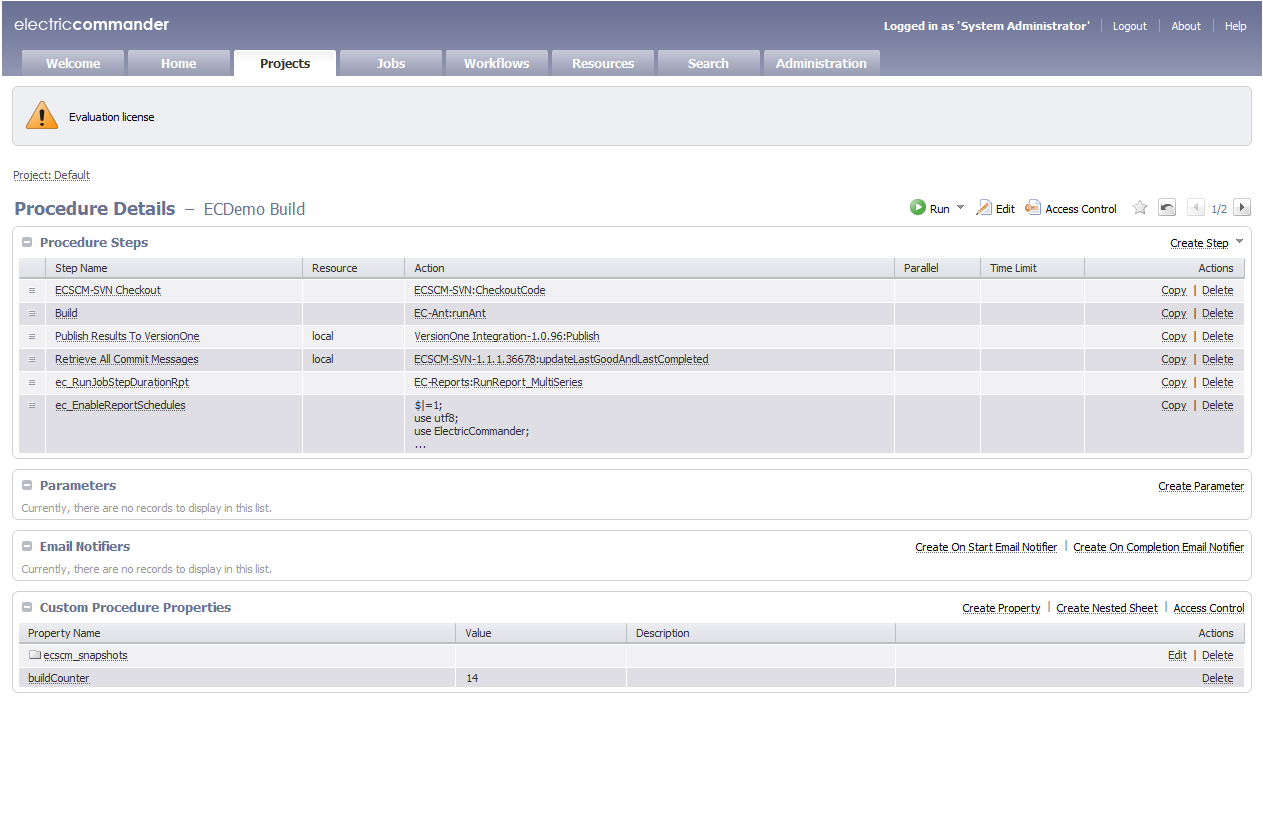 electriccommander
Logged in as 'System Administrator' Logout About Help
Welcome Home Projects Jobs Workflows Resources Search Administration
Evaluation license
Project: Default
Procedure Details – ECDemo Build
Run Edit Access Control 1/2
Procedure Steps
Create Step
Step Name Resource Action Parallel Time Limit Actions
ECSCM-SVN Checkout ECSCM-SVN:CheckoutCode Copy | Delete
Build EC-Ant:runAnt Copy | Delete
Publish Results To VersionOne local VersionOne Integration-1.0.96:Publish Copy | Delete
Retrieve All Commit Messages local ECSCM-SVN-1.1.1.36678:updateLastGoodAndLastCompleted Copy | Delete
ec_RunJobStepDurationRpt EC-Reports:RunReport_MultiSeries Copy | Delete
ec_EnableReportSchedules $|=1; Copy | Delete
use utf8;
use ElectricCommander;
...
Parameters
Create Parameter
Currently, there are no records to display in this list.
Email Notifiers
Create On Start Email Notifier | Create On Completion Email Notifier
Currently, there are no records to display in this list.
Custom Procedure Properties
Create Property | Create Nested Sheet | Access Control
Property Name Value Description Actions
ecscm_snapshots Edit | Delete
buildCounter 14 Delete